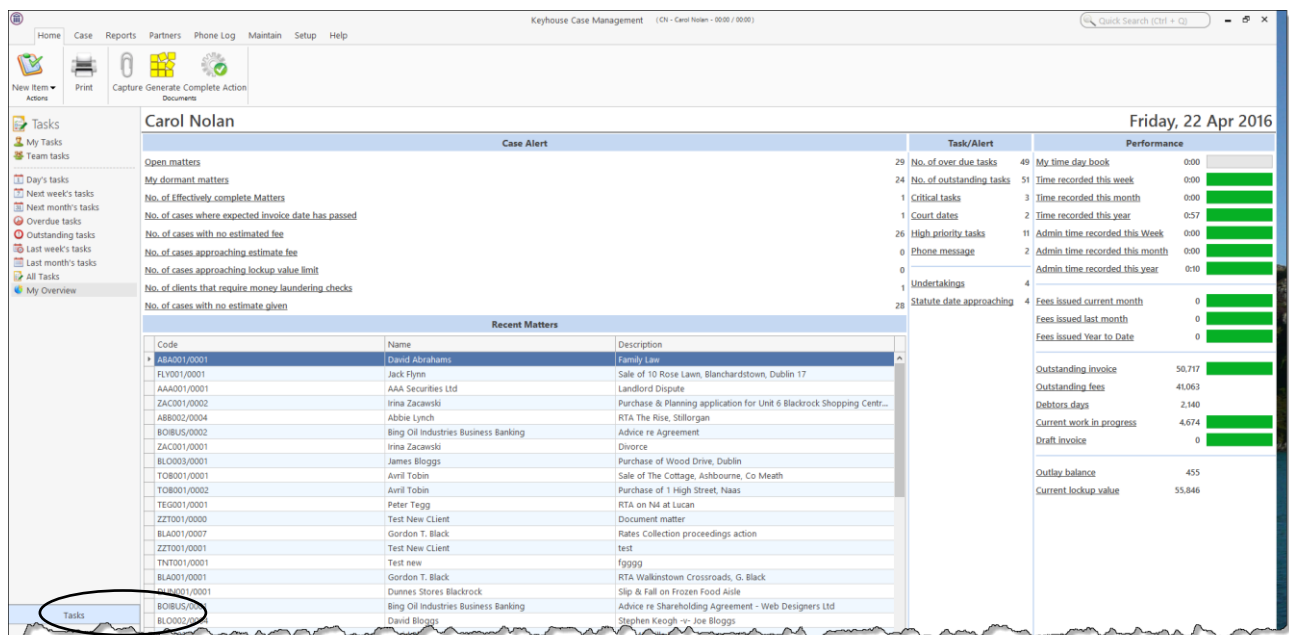 Keyhouse Case Management (CN - Carol Nolan - 00:00 / 00:00)
Quick Search (Ctrl + Q)
Home Case Reports Partners Phone Log Maintain Setup Help
New Item Print Capture Generate Complete Action
Actions Documents
Tasks
My Tasks
Team tasks
Day's tasks
Next week's tasks
Next month's tasks
Overdue tasks
Outstanding tasks
Last week's tasks
Last month's tasks
All Tasks
My Overview
Tasks
Carol Nolan Friday, 22 Apr 2016
Case Alert
Open matters 29
My dormant matters 24
No. of Effectively complete Matters 1
No. of cases where expected invoice date has passed 1
No. of cases with no estimated fee 26
No. of cases approaching estimate fee 0
No. of cases approaching lockup value limit 0
No. of clients that require money laundering checks 1
No. of cases with no estimate given 28
Task/Alert
No. of over due tasks 49
No. of outstanding tasks 51
Critical tasks 3
Court dates 2
High priority tasks 11
Phone message 2
Undertakings 4
Statute date approaching 4
Performance
My time day book 0:00
Time recorded this week 0:00
Time recorded this month 0:00
Time recorded this year 0:57
Admin time recorded this Week 0:00
Admin time recorded this month 0:00
Admin time recorded this year 0:10
Fees issued current month 0
Fees issued last month 0
Fees issued Year to Date 0
Outstanding invoice 50,717
Outstanding fees 41,063
Debtors days 2,140
Current work in progress 4,674
Draft invoice 0
Outlay balance 455
Current lockup value 55,846
Recent Matters
Code Name Description
ABA001/0001 David Abrahams Family Law
FLY001/0001 Jack Flynn Sale of 10 Rose Lawn, Blanchardstown, Dublin 17
AAA001/0001 AAA Securities Ltd Landlord Dispute
ZAC001/0002 Irina Zacawski Purchase & Planning application for Unit 6 Blackrock Shopping Centr...
ABB002/0004 Abbie Lynch RTA The Rise, Stillorgan
BOIBUS/0002 Bing Oil Industries Business Banking Advice re Agreement
ZAC001/0001 Irina Zacawski Divorce
BLO003/0001 James Bloggs Purchase of Wood Drive, Dublin
TOB001/0001 Avril Tobin Sale of The Cottage, Ashbourne, Co Meath
TOB001/0002 Avril Tobin Purchase of 1 High Street, Naas
TEG001/0001 Peter Tegg RTA on N4 at Lucan
ZZT001/0000 Test New CLient Document matter
BLA001/0007 Gordon T. Black Rates Collection proceedings action
ZZT001/0001 Test New CLient test
TNT001/0001 Test new fgggg
BLA001/0001 Gordon T. Black RTA Walkinstown Crossroads, G. Black
DUN001/0001 Dunnes Stores Blackrock Slip & Fall on Frozen Food Aisle
BOIBUS/0001 Bing Oil Industries Business Banking Advice re Shareholding Agreement - Web Designers Ltd
BLO002/0004 David Bloggs Stephen Keogh -v- Joe Bloggs